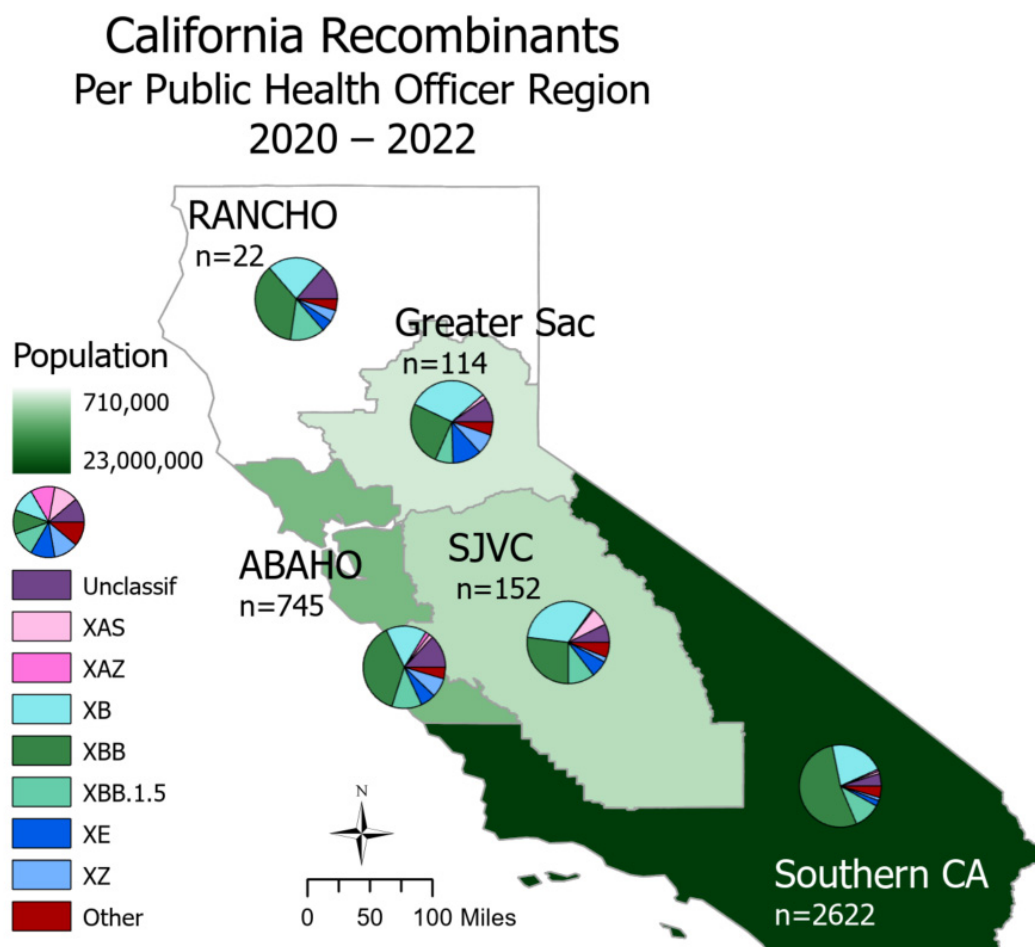 California Recombinants
Per Public Health Officer Region
2020 – 2022
RANCHO
n=22
Greater Sac
n=114
Population
710,000
23,000,000
ABAHO
n=745
SJVC
n=152
Unclassif
XAS
XAZ
XB
XBB
XBB.1.5
XE
XZ
Other
N
0 50 100 Miles
Southern CA
n=2622